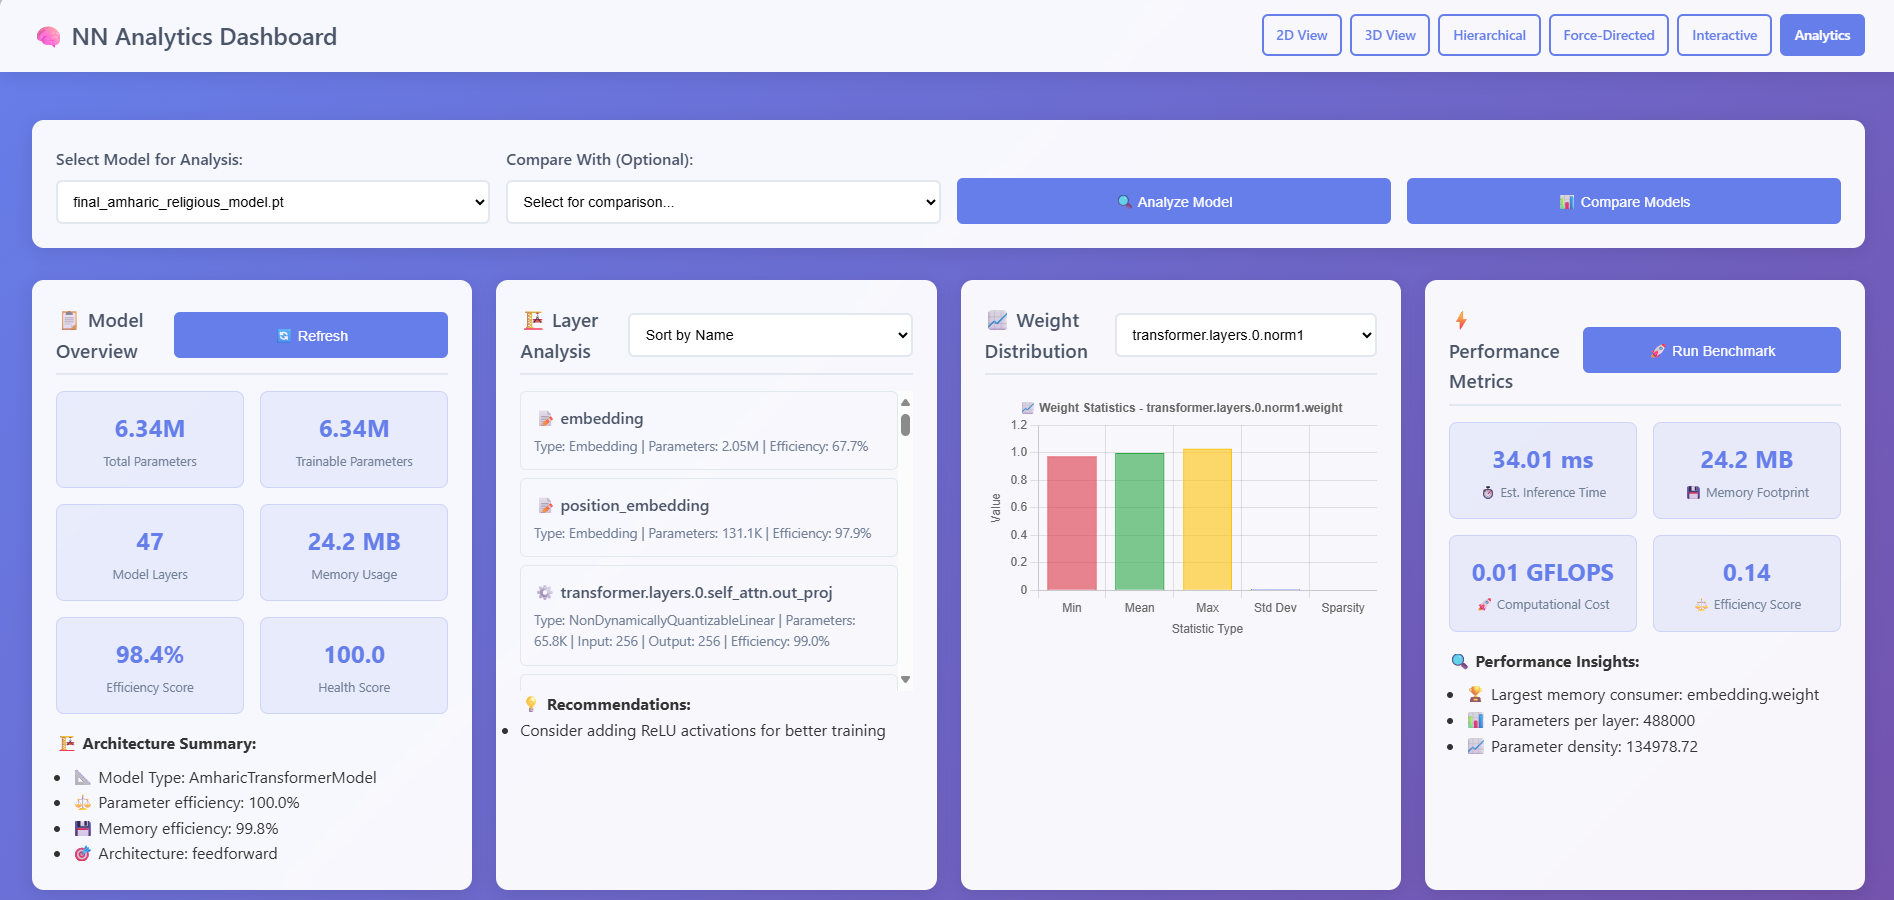 NN Analytics Dashboard
2D View
3D View
Hierarchical
Force-Directed
Interactive
Analytics
Select Model for Analysis:
final_amharic_religious_model.pt
Compare With (Optional):
Select for comparison...
Analyze Model
Compare Models
Model
Overview
Refresh
6.34M
Total Parameters
6.34M
Trainable Parameters
47
Model Layers
24.2 MB
Memory Usage
98.4%
Efficiency Score
100.0
Health Score
Architecture Summary:
Model Type: AmharicTransformerModel
Parameter efficiency: 100.0%
Memory efficiency: 99.8%
Architecture: feedforward
Layer
Analysis
Sort by Name
embedding
Type: Embedding | Parameters: 2.05M | Efficiency: 67.7%
position_embedding
Type: Embedding | Parameters: 131.1K | Efficiency: 97.9%
transformer.layers.0.self_attn.out_proj
Type: NonDynamicallyQuantizableLinear | Parameters:
65.8K | Input: 256 | Output: 256 | Efficiency: 99.0%
Recommendations:
Consider adding ReLU activations for better training
Weight
Distribution
transformer.layers.0.norm1
Weight Statistics - transformer.layers.0.norm1.weight
1.2
1.0
0.8
0.6
0.4
0.2
0
Value
Min
Mean
Max
Std Dev
Sparsity
Statistic Type
Performance
Metrics
Run Benchmark
34.01 ms
Est. Inference Time
24.2 MB
Memory Footprint
0.01 GFLOPS
Computational Cost
0.14
Efficiency Score
Performance Insights:
Largest memory consumer: embedding.weight
Parameters per layer: 488000
Parameter density: 134978.72